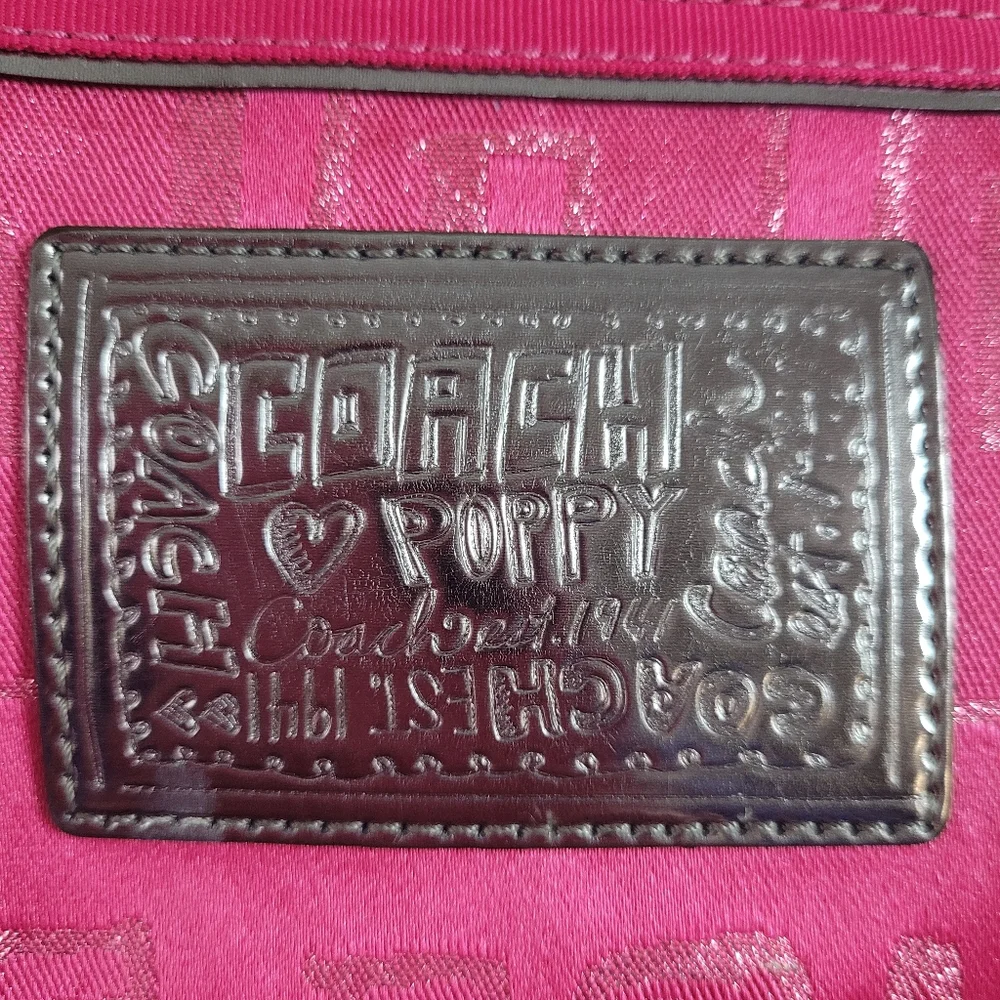 COACH
COACH
POPPY
Coach est. 1941
COACH EST. 1941
Coach